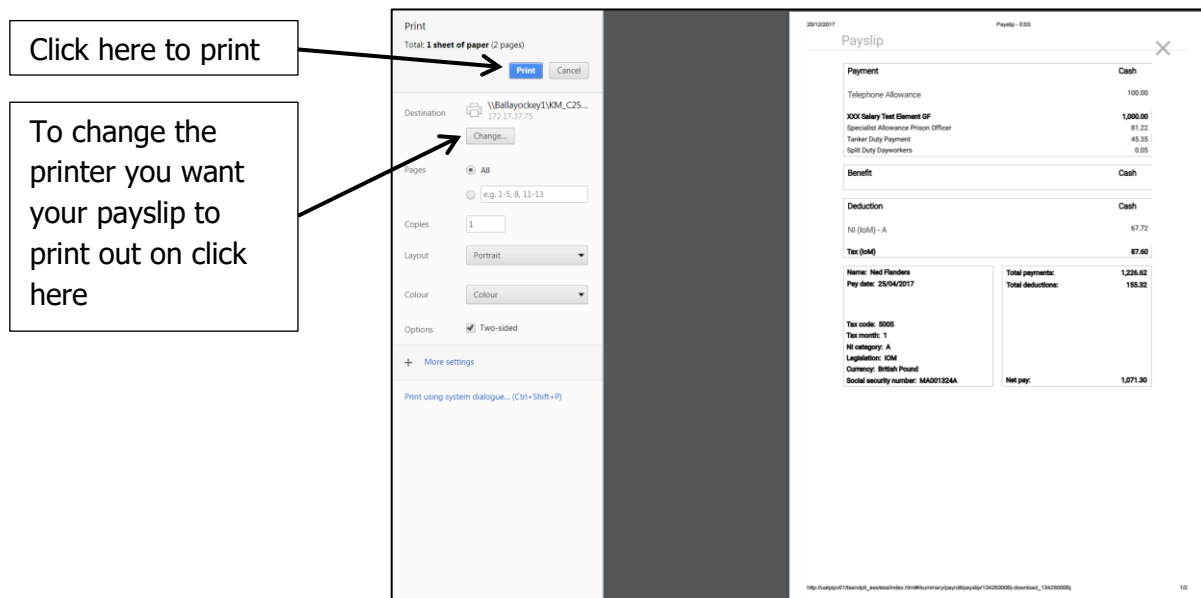 Click here to print
To change the
printer you want
your payslip to
print out on click
here
Print
Total: 1 sheet of paper (2 pages)
Print Cancel
Destination \\Ballayockey1\KM_C25...
172.17.37.75
Change...
Pages All
e.g. 1-5, 8, 11-13
Copies 1
Layout Portrait
Colour Colour
Options Two-sided
+ More settings
Print using system dialogue... (Ctrl+Shift+P)
20/12/2017 Payslip - ESS
Payslip
Payment Cash
Telephone Allowance 100.00
XXX Salary Test Element GF 1,000.00
Specialist Allowance Prison Officer 81.22
Tanker Duty Payment 45.35
Split Duty Dayworkers 0.05
Benefit Cash
Deduction Cash
NI (IoM) - A 67.72
Tax (IoM) 87.60
Name: Ned Flanders
Pay date: 25/04/2017
Tax code: 500S
Tax month: 1
NI category: A
Legislation: IOM
Currency: British Pound
Social security number: MA001324A
Total payments: 1,226.62
Total deductions: 155.32
Net pay: 1,071.30
1/2